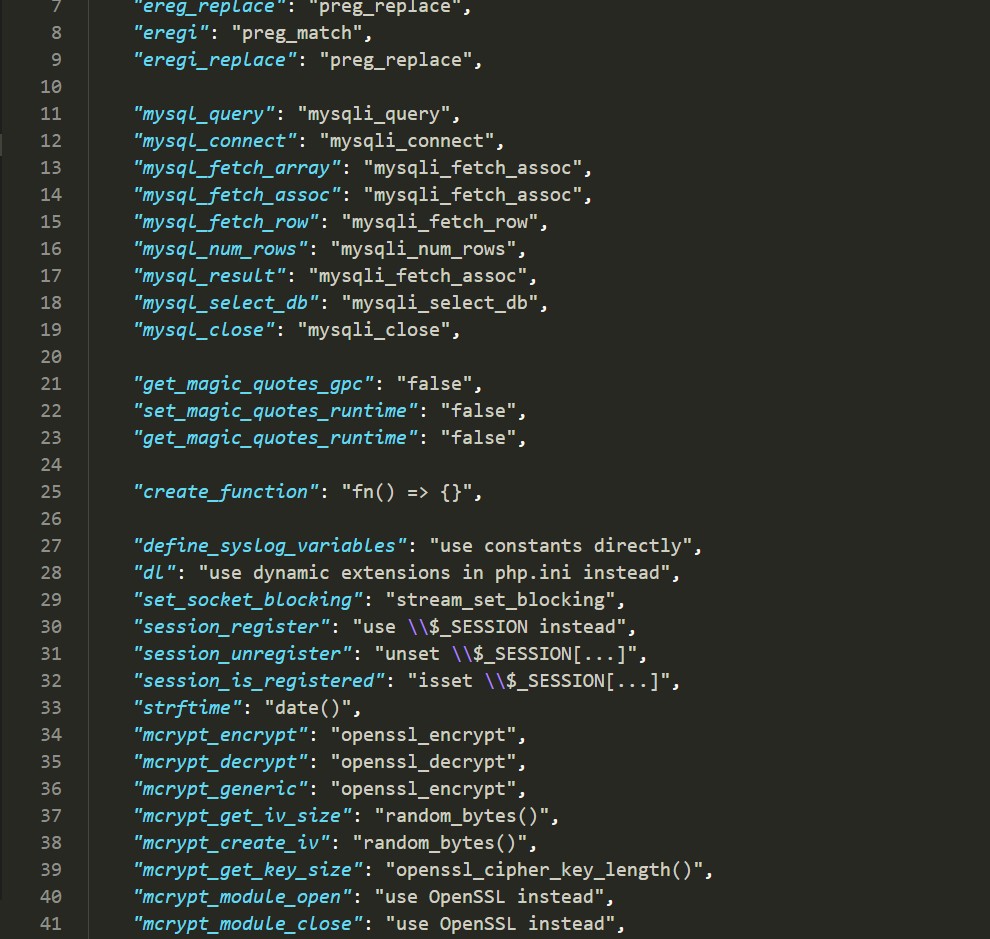 7 "ereg_replace": "preg_replace",
8 "eregi": "preg_match",
9 "eregi_replace": "preg_replace",
10
11 "mysql_query": "mysqli_query",
12 "mysql_connect": "mysqli_connect",
13 "mysql_fetch_array": "mysqli_fetch_assoc",
14 "mysql_fetch_assoc": "mysqli_fetch_assoc",
15 "mysql_fetch_row": "mysqli_fetch_row",
16 "mysql_num_rows": "mysqli_num_rows",
17 "mysql_result": "mysqli_fetch_assoc",
18 "mysql_select_db": "mysqli_select_db",
19 "mysql_close": "mysqli_close",
20
21 "get_magic_quotes_gpc": "false",
22 "set_magic_quotes_runtime": "false",
23 "get_magic_quotes_runtime": "false",
24
25 "create_function": "fn() => {}",
26
27 "define_syslog_variables": "use constants directly",
28 "dl": "use dynamic extensions in php.ini instead",
29 "set_socket_blocking": "stream_set_blocking",
30 "session_register": "use \\$_SESSION instead",
31 "session_unregister": "unset \\$_SESSION[...]",
32 "session_is_registered": "isset \\$_SESSION[...]",
33 "strftime": "date()",
34 "mcrypt_encrypt": "openssl_encrypt",
35 "mcrypt_decrypt": "openssl_decrypt",
36 "mcrypt_generic": "openssl_encrypt",
37 "mcrypt_get_iv_size": "random_bytes()",
38 "mcrypt_create_iv": "random_bytes()",
39 "mcrypt_get_key_size": "openssl_cipher_key_length()",
40 "mcrypt_module_open": "use OpenSSL instead",
41 "mcrypt_module_close": "use OpenSSL instead",